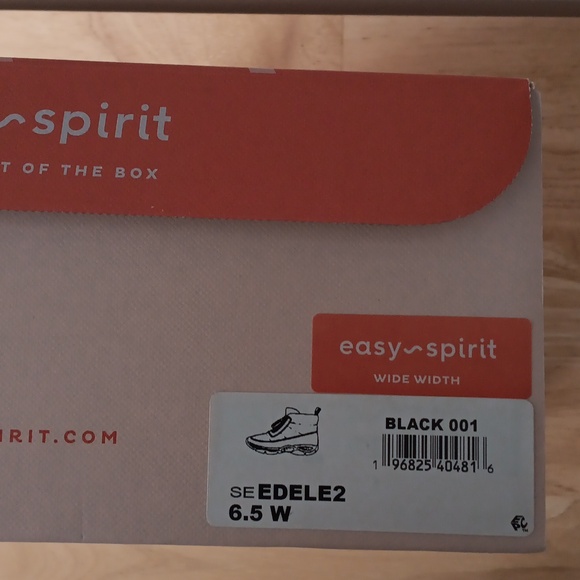 spirit
T OF THE BOX
easy~spirit
WIDE WIDTH
IRIT.COM
BLACK 001
1 96825 40481 6
SE EDELE2
6.5 W